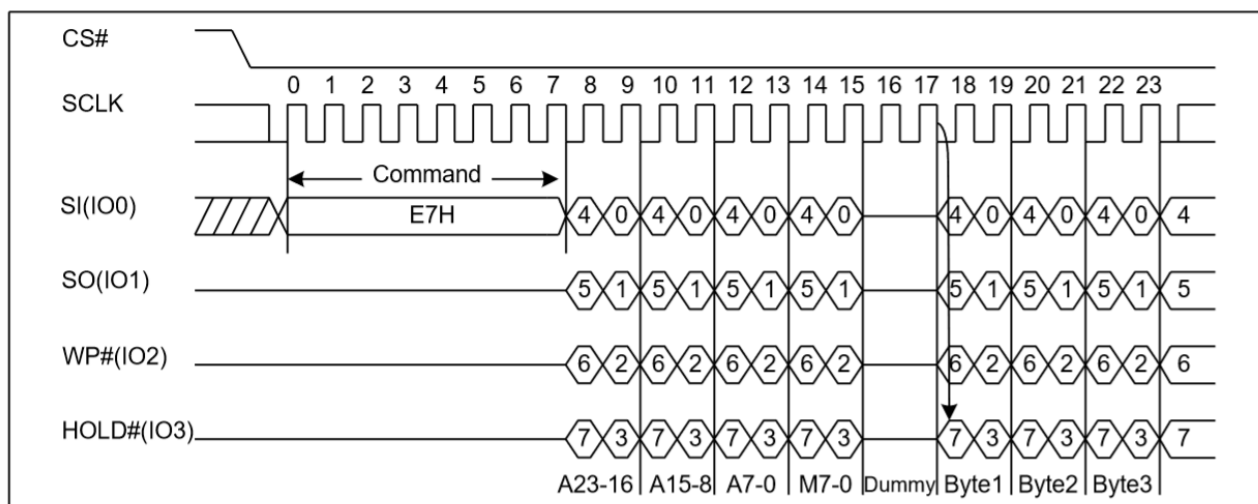 CS#
0 1 2 3 4 5 6 7 8 9 10 11 12 13 14 15 16 17 18 19 20 21 22 23
SCLK
Command
SI(IO0) E7H 4 0 4 0 4 0 4 0 4 0 4 0 4 0 4
SO(IO1) 5 1 5 1 5 1 5 1 5 1 5 1 5 1 5
WP#(IO2) 6 2 6 2 6 2 6 2 6 2 6 2 6 2 6
HOLD#(IO3) 7 3 7 3 7 3 7 3 7 3 7 3 7 3 7
A23-16 A15-8 A7-0 M7-0 Dummy Byte1 Byte2 Byte3